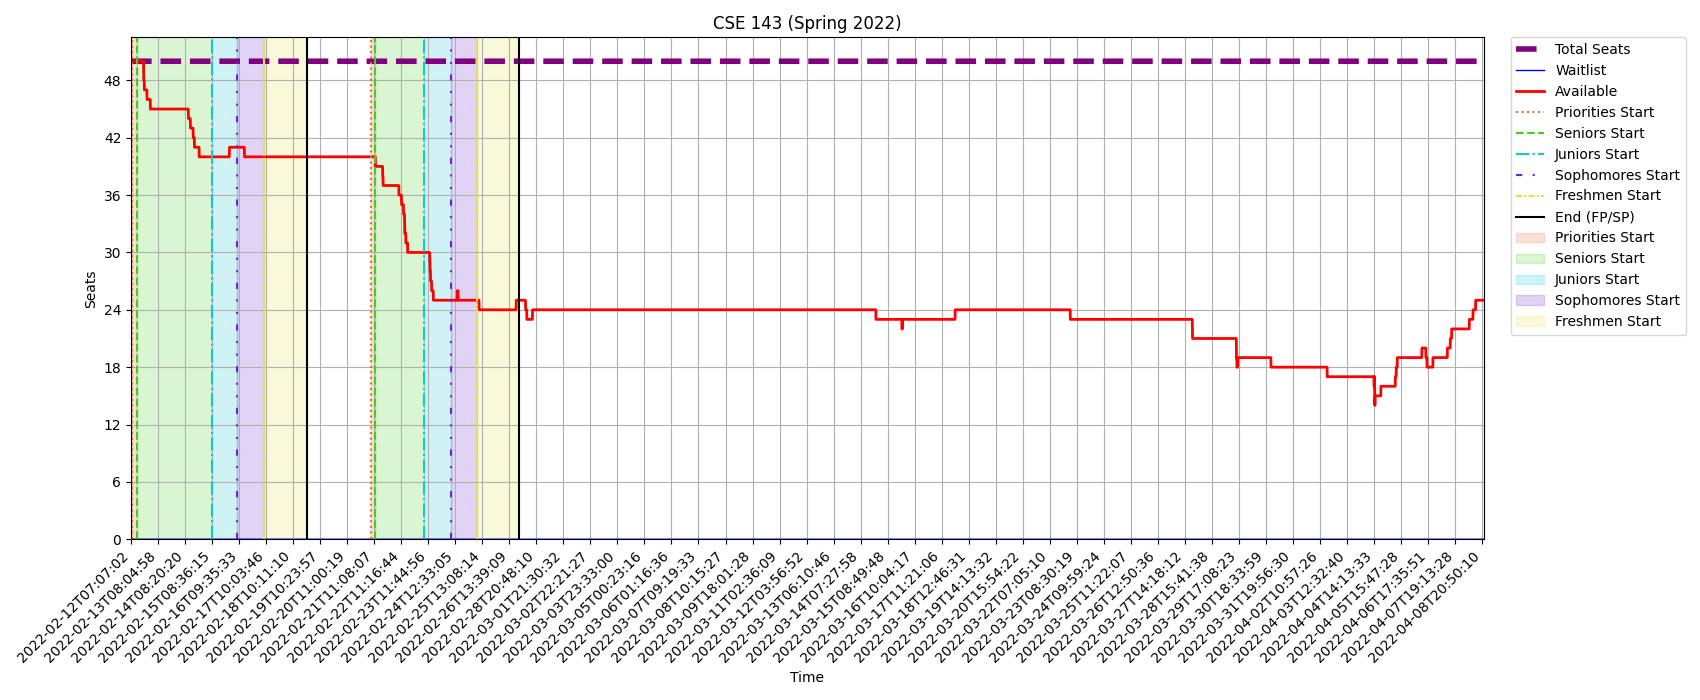 CSE 143 (Spring 2022)
Total Seats
Waitlist
Available
Priorities Start
Seniors Start
Juniors Start
Sophomores Start
Freshmen Start
End (FP/SP)
Priorities Start
Seniors Start
Juniors Start
Sophomores Start
Freshmen Start
Seats
48
42
36
30
24
18
12
6
0
2022-02-12T07:07:02
2022-02-13T08:04:58
2022-02-14T08:20:20
2022-02-15T08:36:15
2022-02-16T09:35:33
2022-02-17T10:03:46
2022-02-18T10:11:10
2022-02-19T10:23:57
2022-02-20T11:00:19
2022-02-21T11:08:07
2022-02-22T11:16:44
2022-02-23T11:44:56
2022-02-24T12:33:05
2022-02-25T13:08:14
2022-02-26T13:39:09
2022-02-28T20:48:10
2022-03-01T21:30:32
2022-03-02T22:21:27
2022-03-03T23:33:00
2022-03-05T00:23:16
2022-03-06T01:16:36
2022-03-07T09:19:33
2022-03-08T10:15:27
2022-03-09T18:01:28
2022-03-11T02:36:09
2022-03-12T03:56:52
2022-03-13T06:10:46
2022-03-14T07:27:58
2022-03-15T08:49:48
2022-03-16T10:04:17
2022-03-17T11:21:06
2022-03-18T12:46:31
2022-03-19T14:13:32
2022-03-20T15:54:22
2022-03-22T07:05:10
2022-03-23T08:30:19
2022-03-24T09:59:24
2022-03-25T11:22:07
2022-03-26T12:50:36
2022-03-27T14:18:12
2022-03-28T15:41:38
2022-03-29T17:08:23
2022-03-30T18:33:59
2022-03-31T19:56:30
2022-04-02T10:57:26
2022-04-03T12:32:40
2022-04-04T14:13:33
2022-04-05T15:47:28
2022-04-06T17:35:51
2022-04-07T19:13:28
2022-04-08T20:50:10
Time